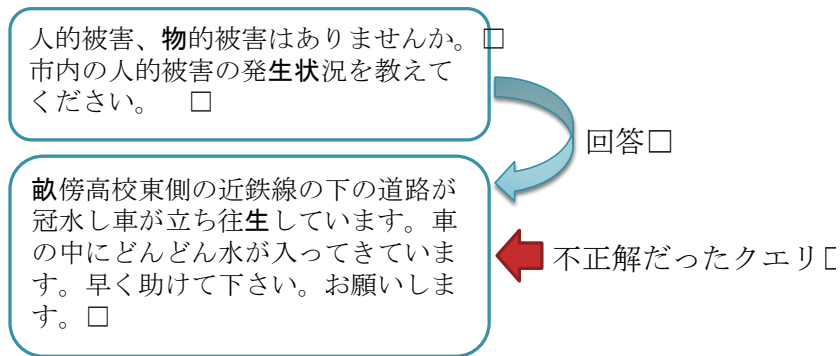 人的被害、物的被害はありませんか。□
市内の人的被害の発生状況を教えて
ください。　□
回答□
畝傍高校東側の近鉄線の下の道路が
冠水し車が立ち往生しています。車
の中にどんどん水が入ってきていま
す。早く助けて下さい。お願いしま
す。□
不正解だったクエリ□